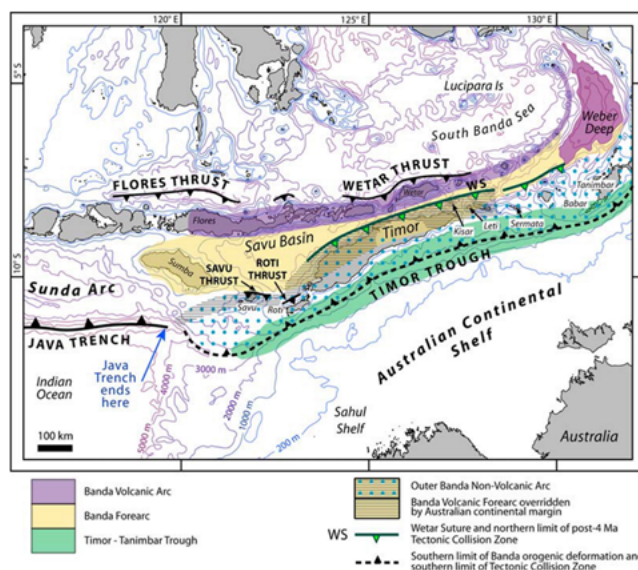 120° E
125° E
130° E
5°S
10°S
Lucipara Is
South Banda Sea
Weber
Deep
FLORES THRUST
WETAR THRUST
Wetar
WS
Flores
Tanimbar
Babar
Savu Basin
Timor
Kisar
Leti
Sermata
Sumba
SAVU
THRUST
ROTI
THRUST
Savu
Roti
TIMOR TROUGH
Sunda Arc
JAVA TRENCH
Java
Trench
ends
here
Australian Continental
Shelf
Indian
Ocean
5000 m
4000 m
3000 m
2000 m
1000 m
200 m
Sahul
Shelf
Australia
100 km
Banda Volcanic Arc
Banda Forearc
Timor - Tanimbar Trough
Outer Banda Non-Volcanic Arc
Banda Volcanic Forearc overridden
by Australian continental margin
WS
Wetar Suture and northern limit of post-4 Ma
Tectonic Collision Zone
Southern limit of Banda orogenic deformation and
southern limit of Tectonic Collision Zone